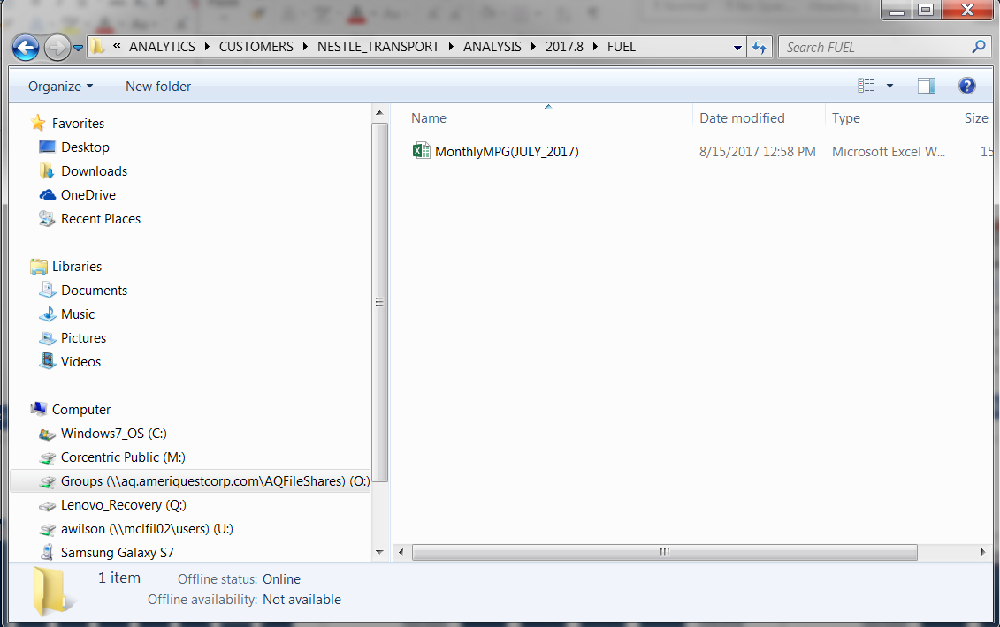 « ANALYTICS CUSTOMERS NESTLE_TRANSPORT ANALYSIS 2017.8 FUEL Search FUEL
Organize New folder
Favorites
Desktop
Downloads
OneDrive
Recent Places
Libraries
Documents
Music
Pictures
Videos
Computer
Windows7_OS (C:)
Corcentric Public (M:)
Groups (\\aq.ameriquestcorp.com\AQFileShares) (O:)
Lenovo_Recovery (Q:)
awilson (\\mclfil02\users) (U:)
Samsung Galaxy S7
Name Date modified Type Size
MonthlyMPG(JULY_2017) 8/15/2017 12:58 PM Microsoft Excel W... 15
1 item Offline status: Online
Offline availability: Not available